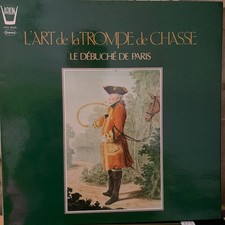 L'ART de la TROMPE de CHASSE
LE DÉBUCHÉ DE PARIS